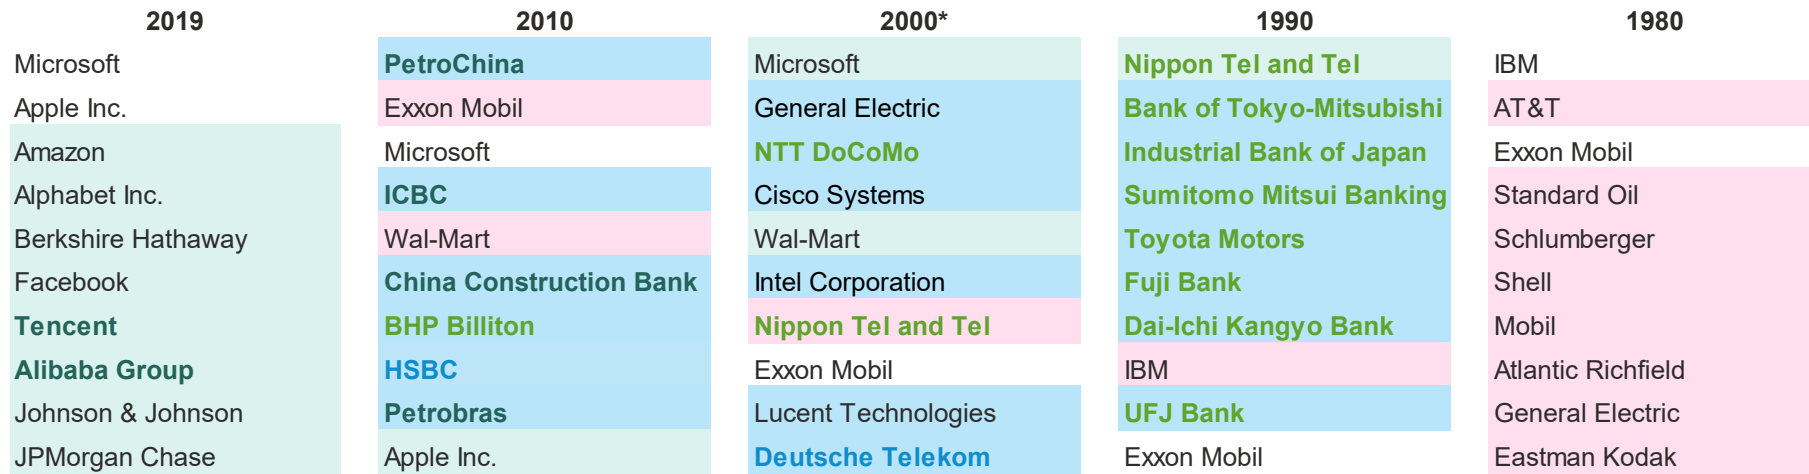 2019 2010 2000* 1990 1980
Microsoft PetroChina Microsoft Nippon Tel and Tel IBM
Apple Inc. Exxon Mobil General Electric Bank of Tokyo-Mitsubishi AT&T
Amazon Microsoft NTT DoCoMo Industrial Bank of Japan Exxon Mobil
Alphabet Inc. ICBC Cisco Systems Sumitomo Mitsui Banking Standard Oil
Berkshire Hathaway Wal-Mart Wal-Mart Toyota Motors Schlumberger
Facebook China Construction Bank Intel Corporation Fuji Bank Shell
Tencent BHP Billiton Nippon Tel and Tel Dai-Ichi Kangyo Bank Mobil
Alibaba Group HSBC Exxon Mobil IBM Atlantic Richfield
Johnson & Johnson Petrobras Lucent Technologies UFJ Bank General Electric
JPMorgan Chase Apple Inc. Deutsche Telekom Exxon Mobil Eastman Kodak